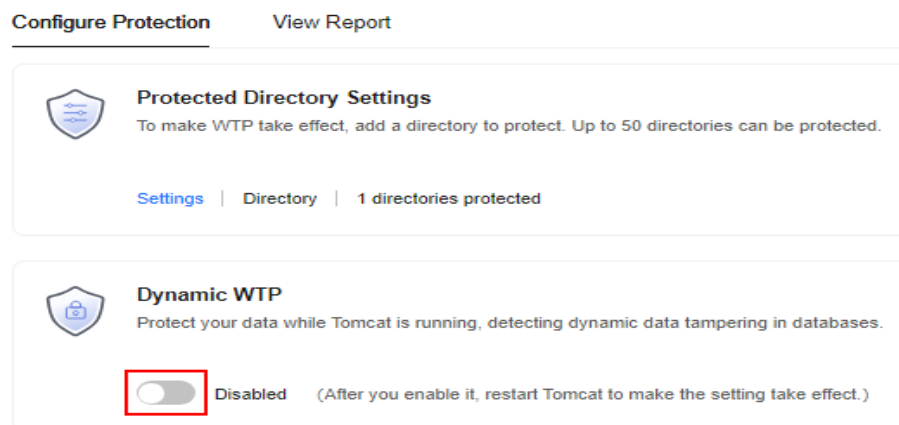 Configure Protection View Report
Protected Directory Settings
To make WTP take effect, add a directory to protect. Up to 50 directories can be protected.
Settings | Directory | 1 directories protected
Dynamic WTP
Protect your data while Tomcat is running, detecting dynamic data tampering in databases.
Disabled (After you enable it, restart Tomcat to make the setting take effect.)